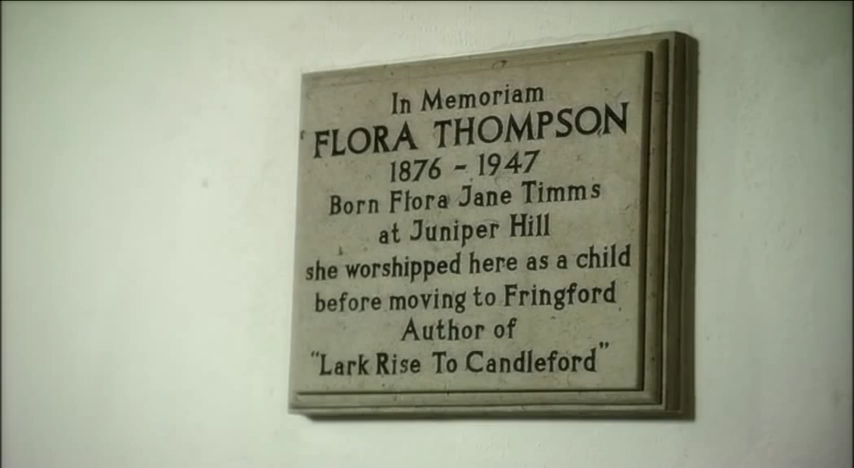 In Memoriam
FLORA THOMPSON
1876 - 1947
Born Flora Jane Timms
at Juniper Hill
she worshipped here as a child
before moving to Fringford
Author of
"Lark Rise To Candleford"